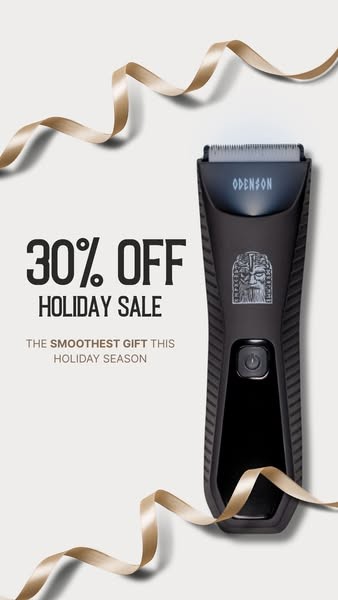 ODENSON
30% OFF
HOLIDAY SALE
THE SMOOTHEST GIFT THIS
HOLIDAY SEASON